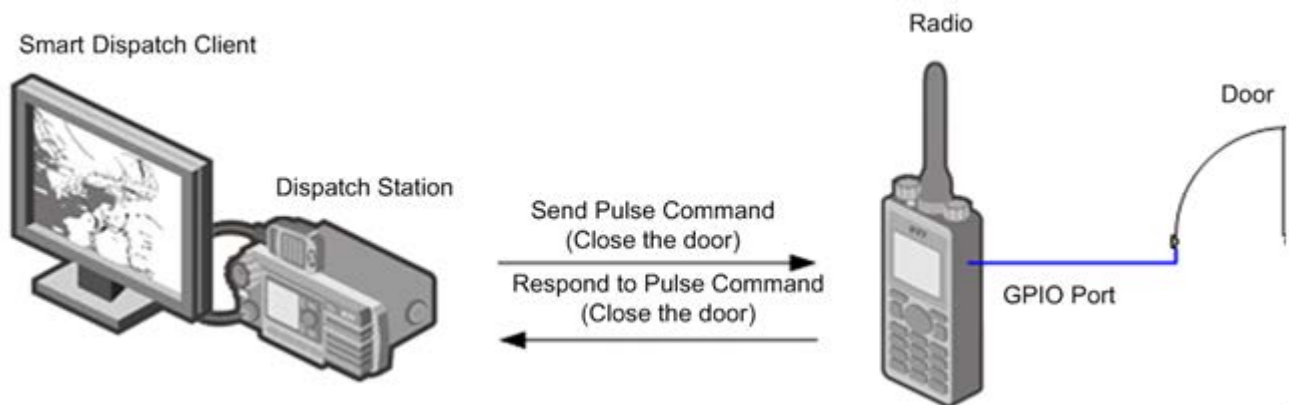 Smart Dispatch Client
Dispatch Station
Send Pulse Command
(Close the door)
Respond to Pulse Command
(Close the door)
Radio
Door
GPIO Port